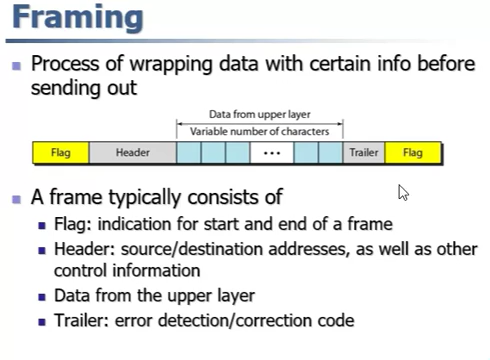 Framing
Process of wrapping data with certain info before
sending out
Data from upper layer
Variable number of characters
Flag Header ••• Trailer Flag
A frame typically consists of
Flag: indication for start and end of a frame
Header: source/destination addresses, as well as other
control information
Data from the upper layer
Trailer: error detection/correction code